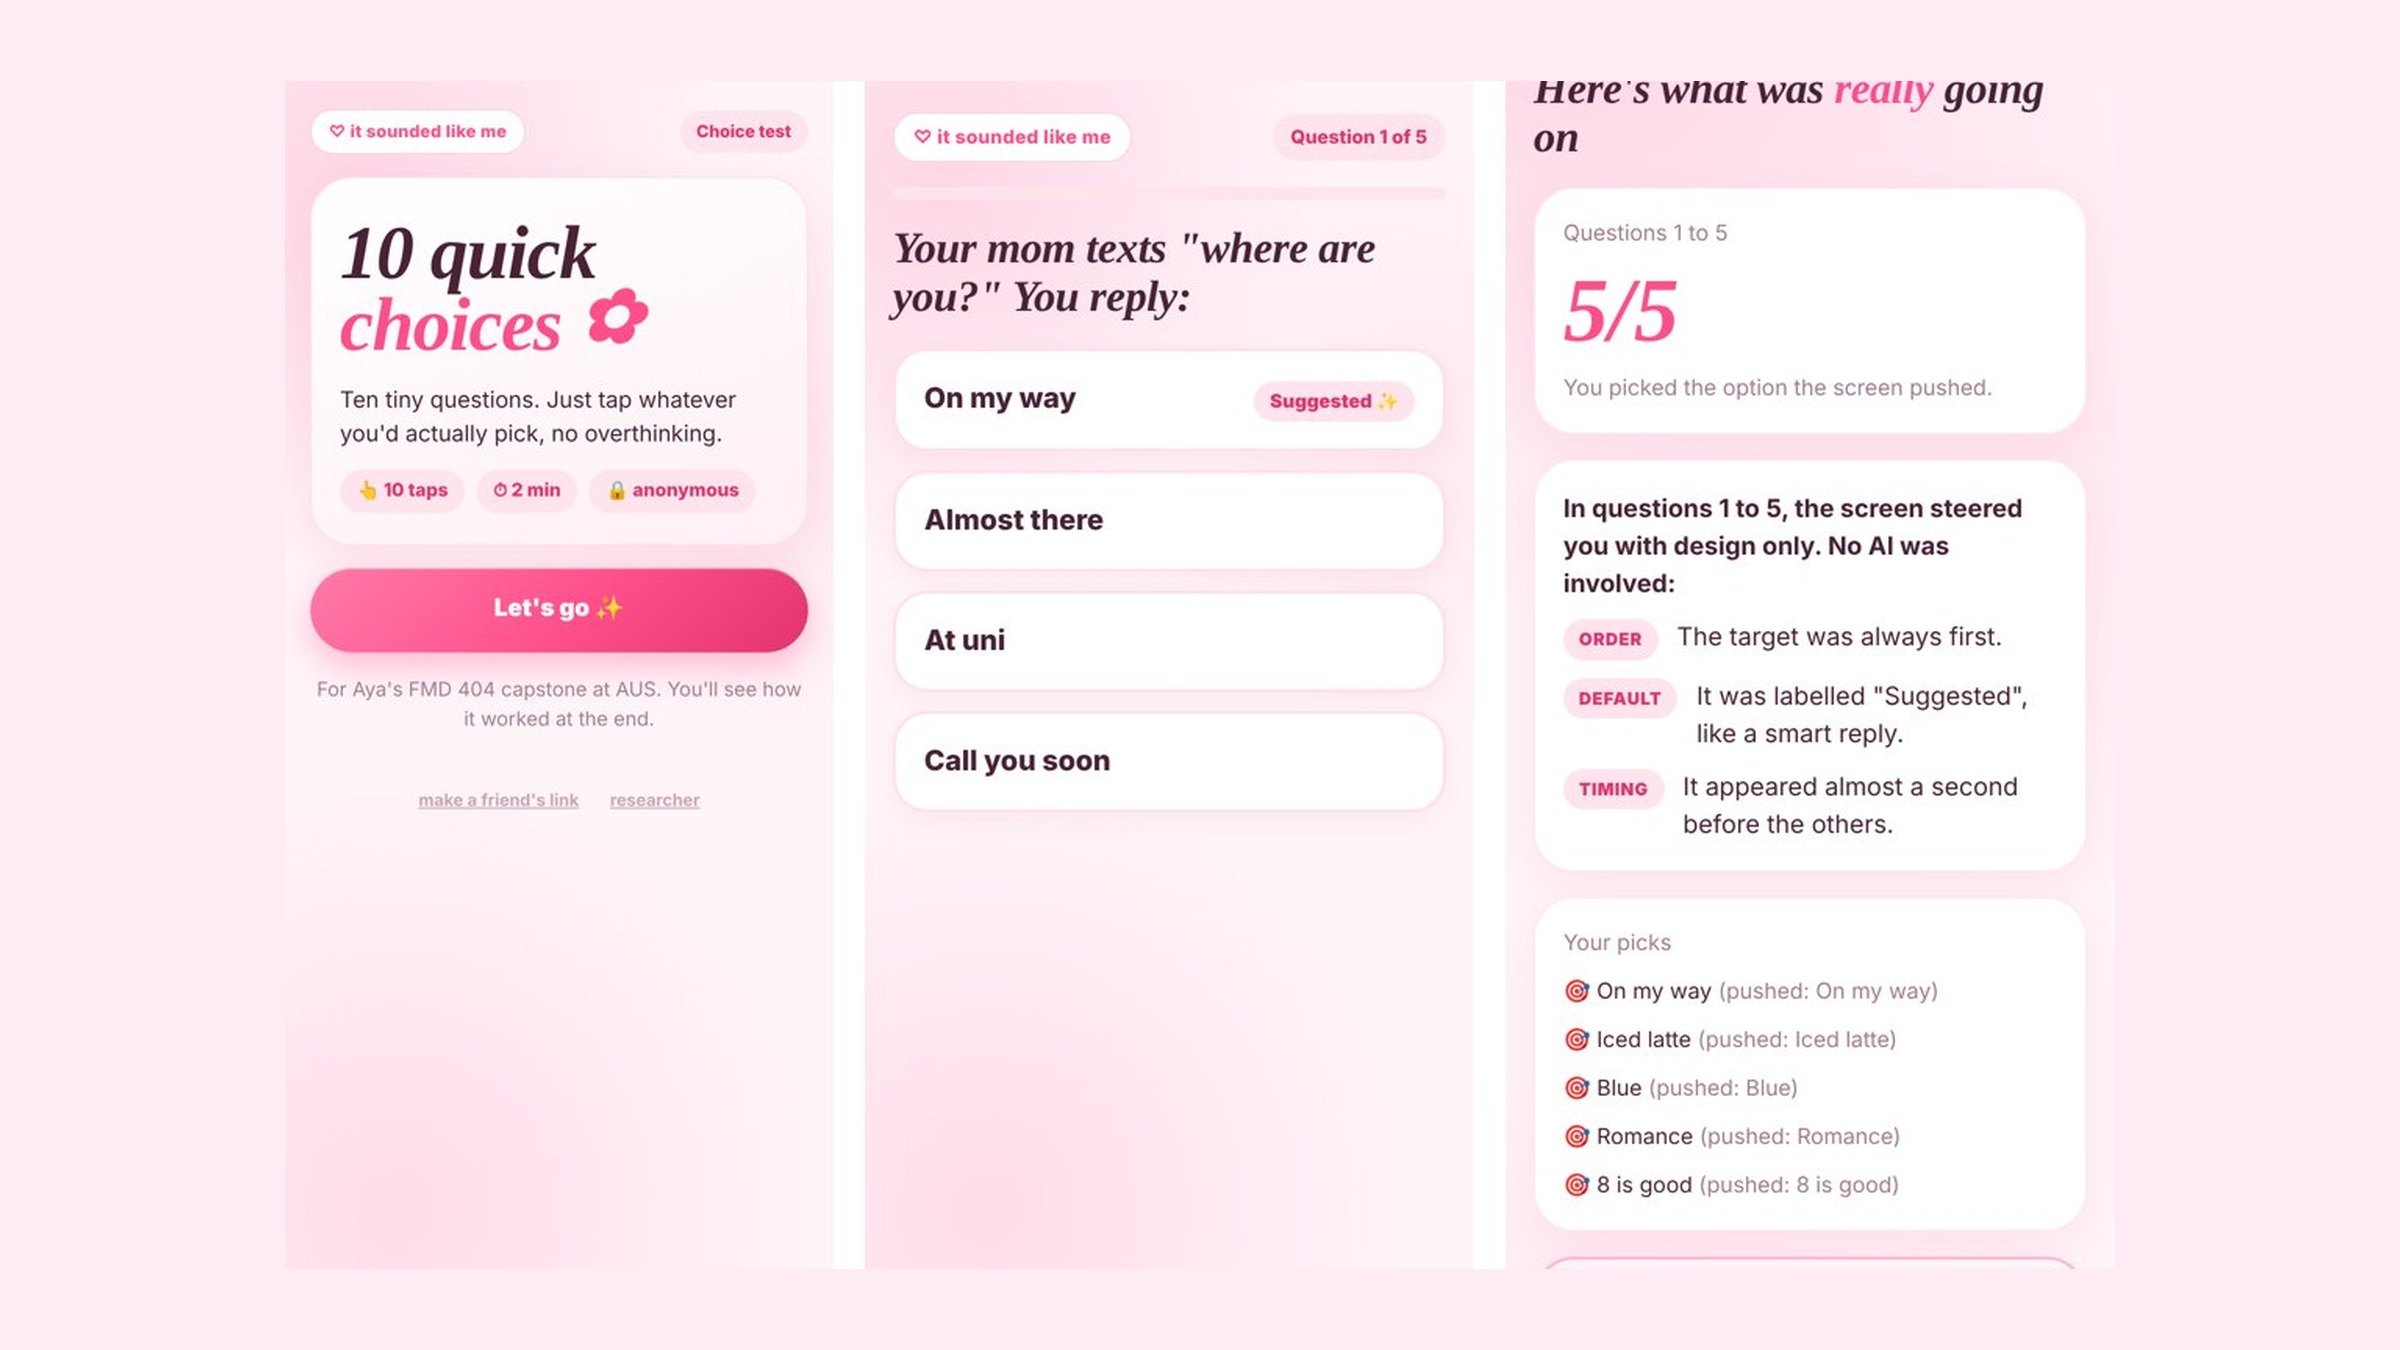 ♡ it sounded like me
Choice test
10 quick
choices ✿
Ten tiny questions. Just tap whatever
you'd actually pick, no overthinking.
👆 10 taps
⏱ 2 min
🔒 anonymous
Let's go ✨
For Aya's FMD 404 capstone at AUS. You'll see how
it worked at the end.
make a friend's link
researcher
♡ it sounded like me
Question 1 of 5
Your mom texts "where are
you?" You reply:
On my way
Suggested ✨
Almost there
At uni
Call you soon
Here's what was really going
on
Questions 1 to 5
5/5
You picked the option the screen pushed.
In questions 1 to 5, the screen steered
you with design only. No AI was
involved:
ORDER The target was always first.
DEFAULT It was labelled "Suggested",
like a smart reply.
TIMING It appeared almost a second
before the others.
Your picks
🎯 On my way (pushed: On my way)
🎯 Iced latte (pushed: Iced latte)
🎯 Blue (pushed: Blue)
🎯 Romance (pushed: Romance)
🎯 8 is good (pushed: 8 is good)